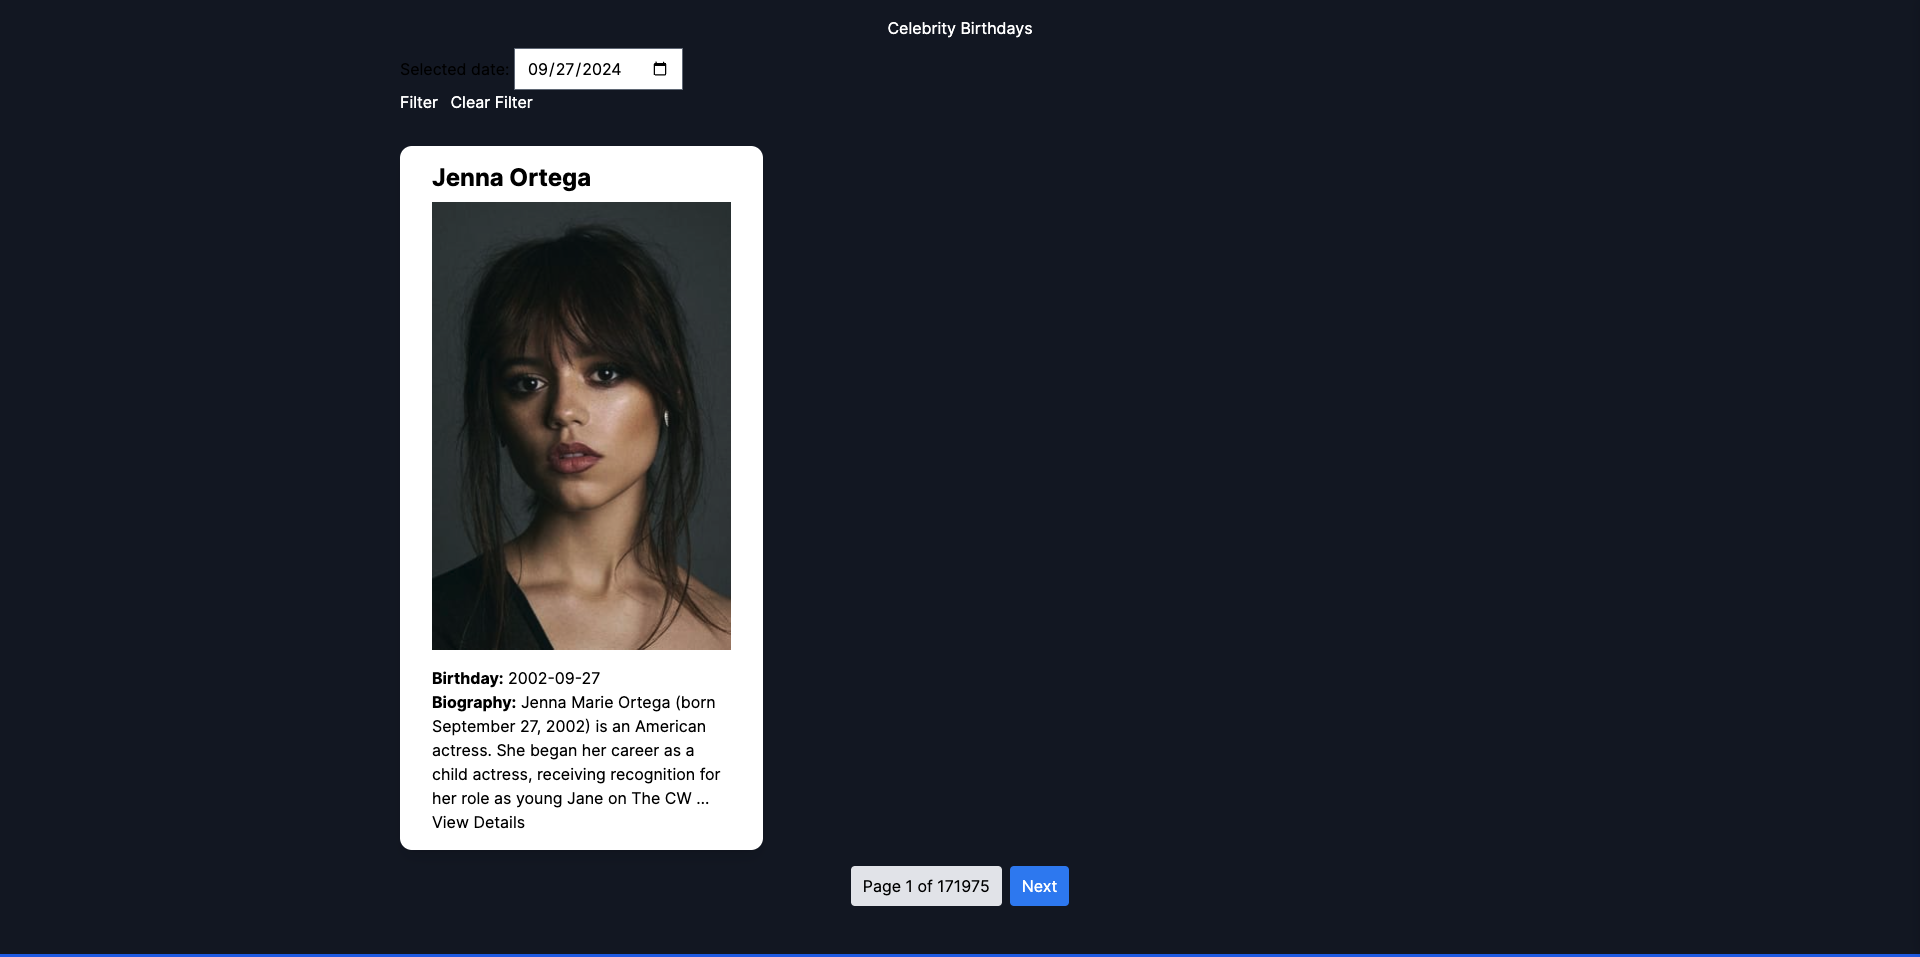 Celebrity Birthdays
Selected date: 09/27/2024
Filter Clear Filter
Jenna Ortega
Birthday: 2002-09-27
Biography: Jenna Marie Ortega (born
September 27, 2002) is an American
actress. She began her career as a
child actress, receiving recognition for
her role as young Jane on The CW ...
View Details
Page 1 of 171975 Next